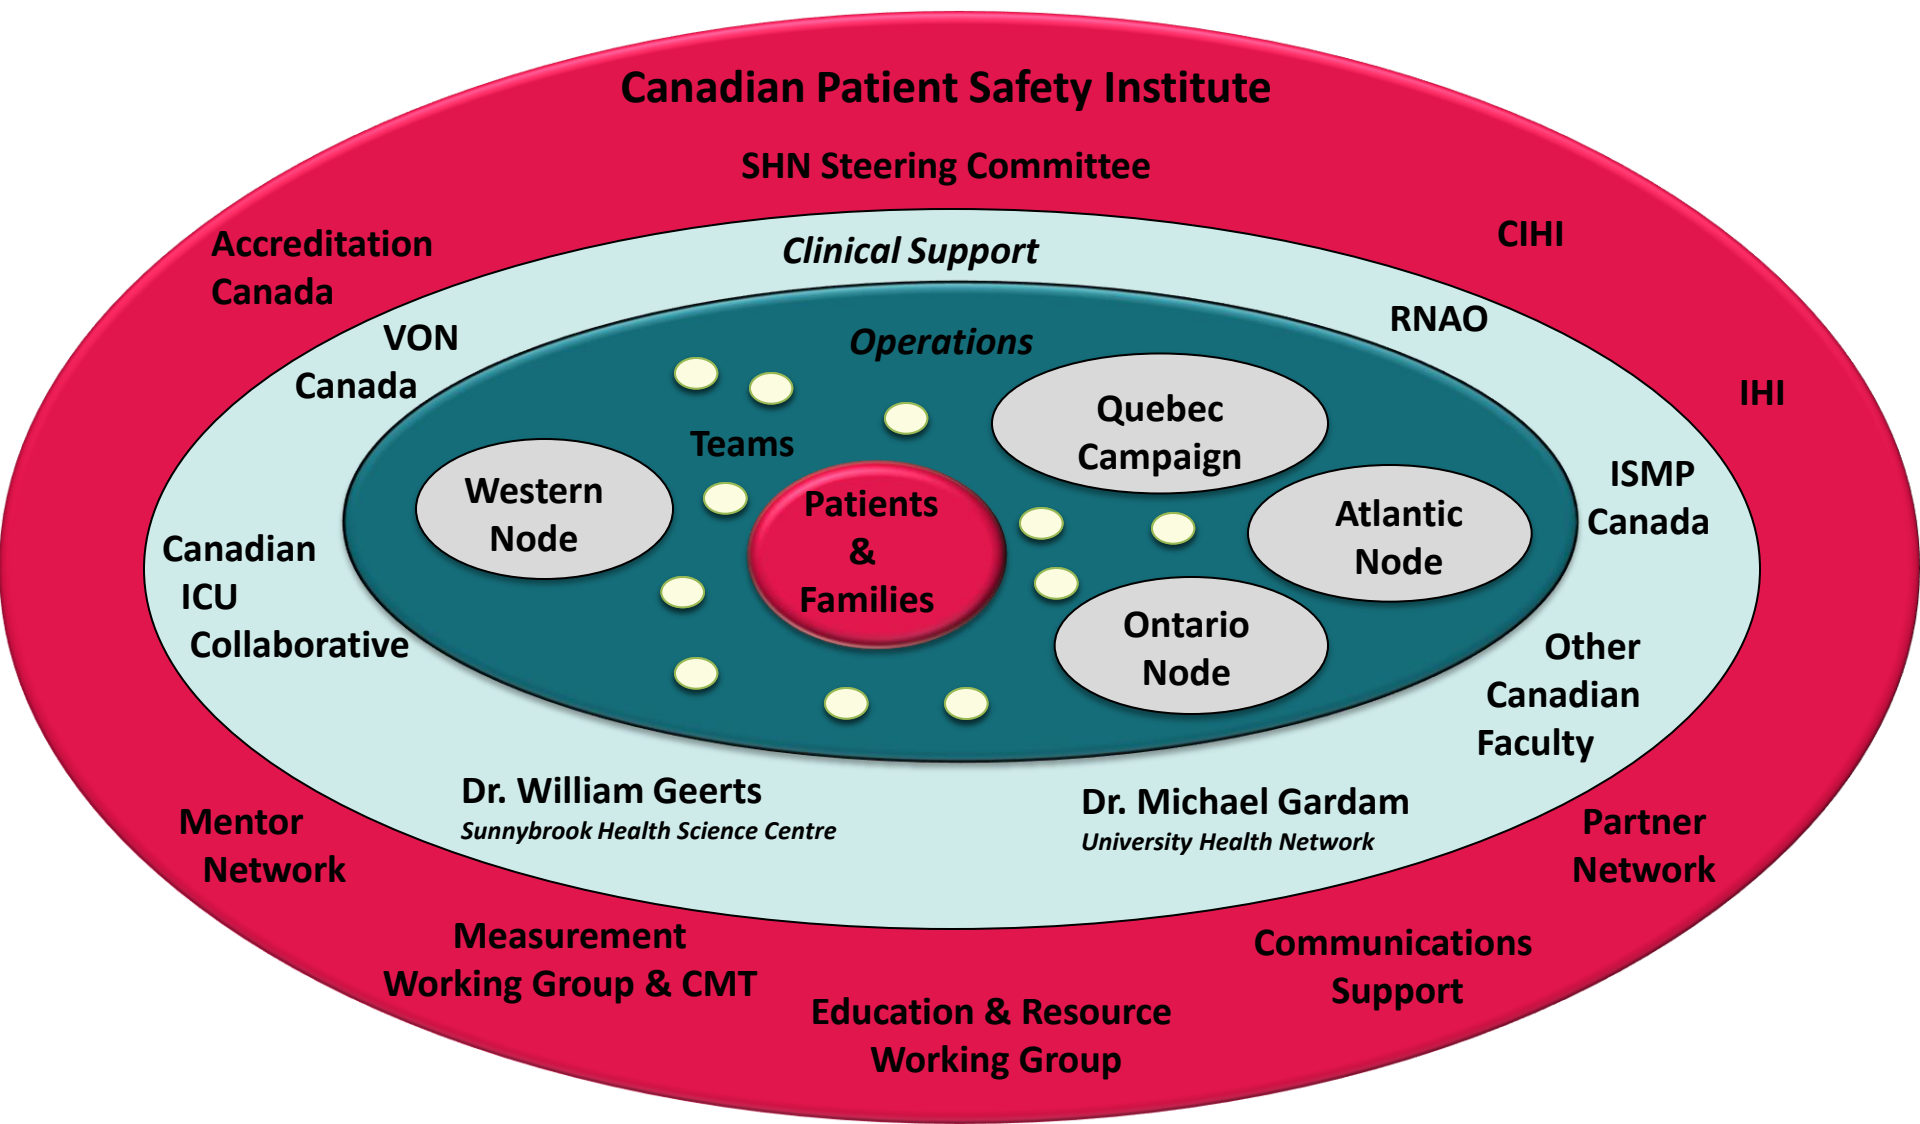 Canadian Patient Safety Institute
SHN Steering Committee
Accreditation
Canada
CIHI
IHI
Clinical Support
VON
Canada
RNAO
ISMP
Canada
Operations
Teams
Quebec
Campaign
Western
Node
Patients
&
Families
Atlantic
Node
Ontario
Node
Canadian
ICU
Collaborative
Other
Canadian
Faculty
Dr. William Geerts
Sunnybrook Health Science Centre
Dr. Michael Gardam
University Health Network
Mentor
Network
Partner
Network
Measurement
Working Group & CMT
Communications
Support
Education & Resource
Working Group